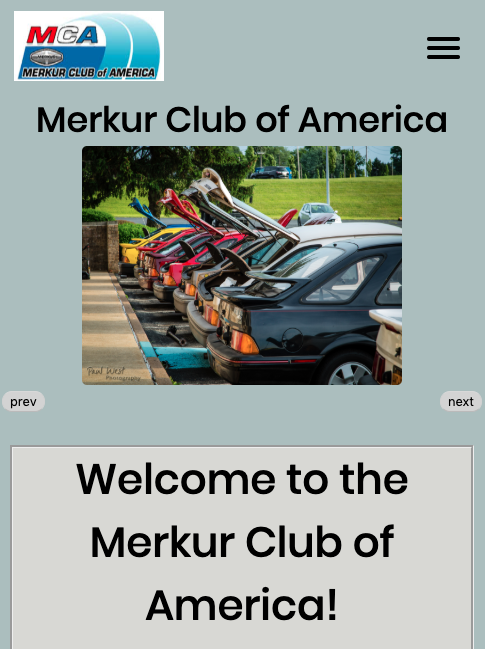 MCA
MERKUR CLUB of AMERICA
Merkur Club of America
Paul West
Photography
prev
next
Welcome to the
Merkur Club of
America!